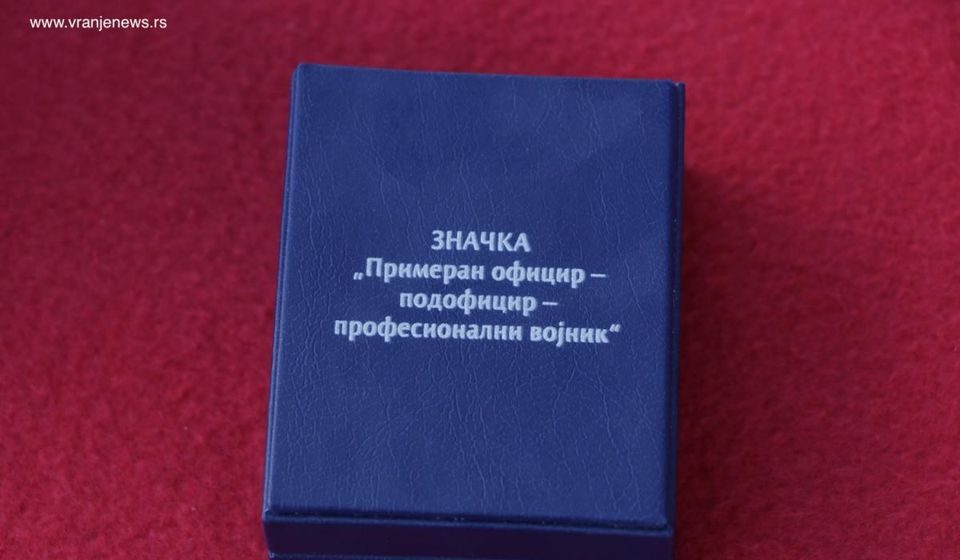 www.vranjenews.rs
ЗНАЧКА
„Примеран официр –
подофицир –
професионални војник“